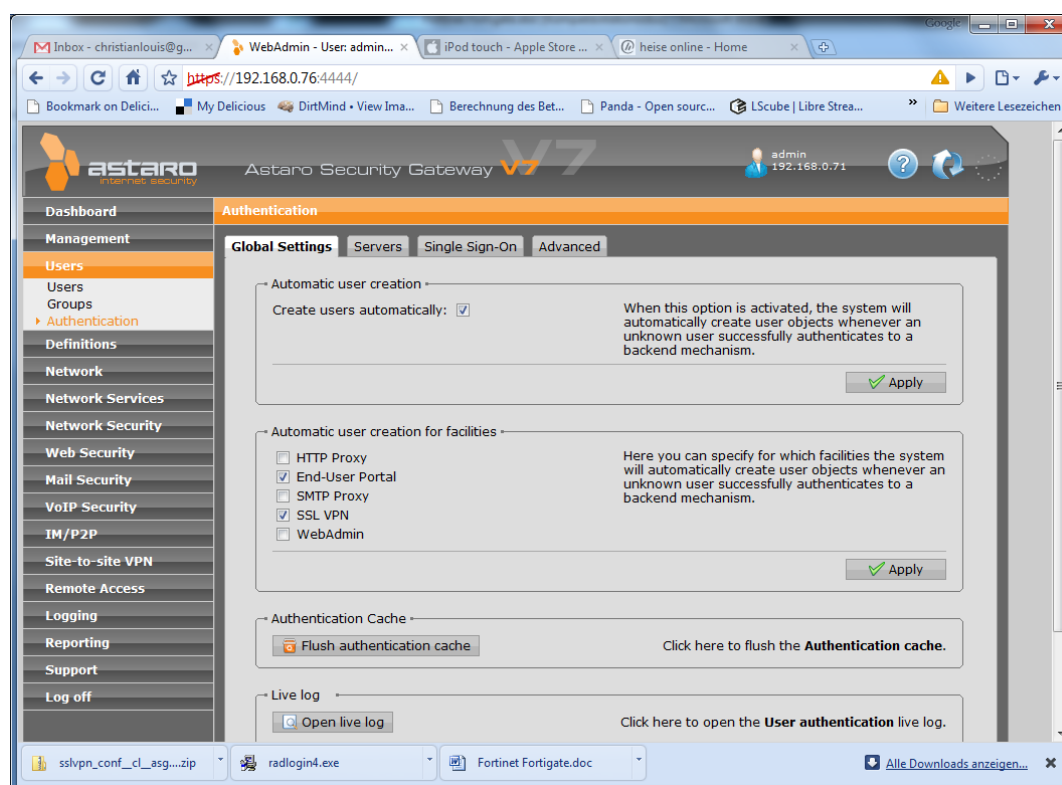 Google
Inbox - christianlouis@g...
WebAdmin - User: admin...
iPod touch - Apple Store ...
heise online - Home
https://192.168.0.76:4444/
Bookmark on Delici...
My Delicious
DirtMind • View Ima...
Berechnung des Bet...
Panda - Open sourc...
LScube | Libre Strea...
»
Weitere Lesezeichen
astaro
internet security
Astaro Security Gateway V7
admin
192.168.0.71
Dashboard
Management
Users
Users
Groups
Authentication
Definitions
Network
Network Services
Network Security
Web Security
Mail Security
VoIP Security
IM/P2P
Site-to-site VPN
Remote Access
Logging
Reporting
Support
Log off
Authentication
Global Settings
Servers
Single Sign-On
Advanced
Automatic user creation
Create users automatically:
When this option is activated, the system will
automatically create user objects whenever an
unknown user successfully authenticates to a
backend mechanism.
Apply
Automatic user creation for facilities
HTTP Proxy
End-User Portal
SMTP Proxy
SSL VPN
WebAdmin
Here you can specify for which facilities the system
will automatically create user objects whenever an
unknown user successfully authenticates to a
backend mechanism.
Apply
Authentication Cache
Flush authentication cache
Click here to flush the Authentication cache.
Live log
Open live log
Click here to open the User authentication live log.
sslvpn_conf__cl_asg....zip
radlogin4.exe
Fortinet Fortigate.doc
Alle Downloads anzeigen...